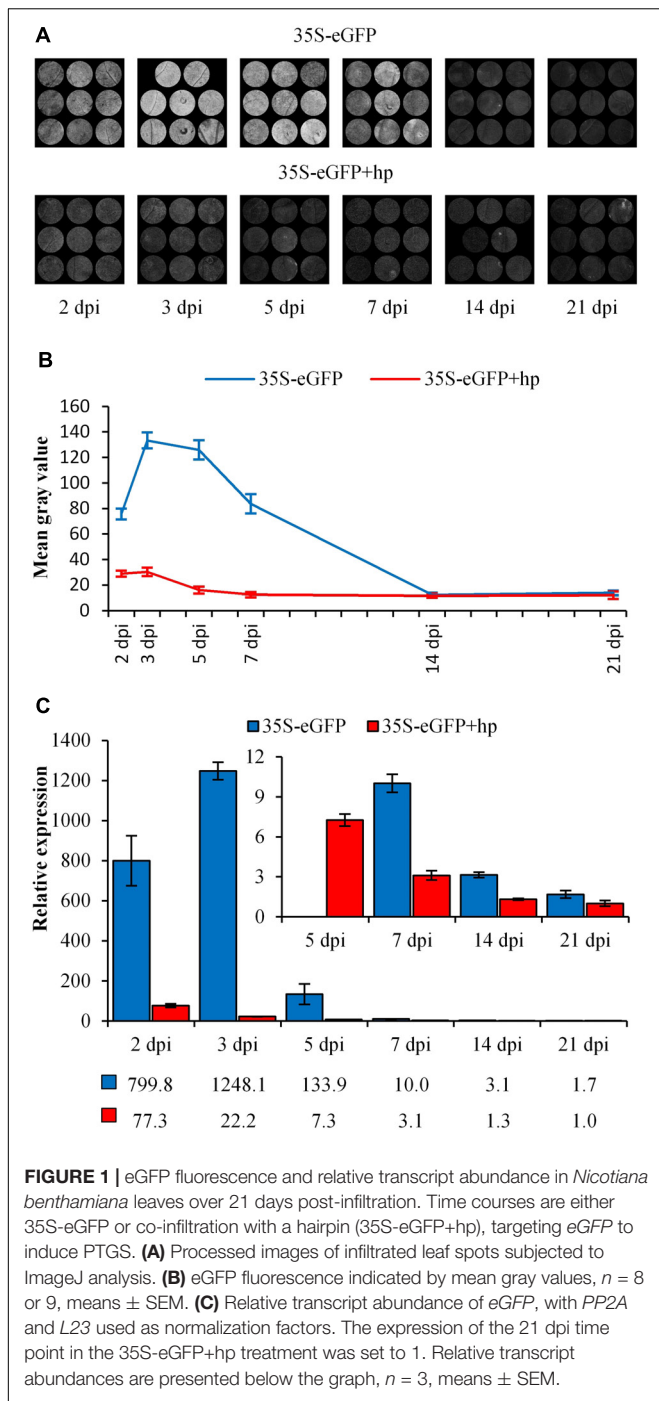 A
35S-eGFP
35S-eGFP+hp
2 dpi 3 dpi 5 dpi 7 dpi 14 dpi 21 dpi
B
35S-eGFP 35S-eGFP+hp
Mean gray value
160
140
120
100
80
60
40
20
0
2 dpi
3 dpi
5 dpi
7 dpi
14 dpi
21 dpi
C
35S-eGFP 35S-eGFP+hp
Relative expression
1400
1200
1000
800
600
400
200
0
12
9
6
3
0
5 dpi 7 dpi 14 dpi 21 dpi
2 dpi 3 dpi 5 dpi 7 dpi 14 dpi 21 dpi
799.8 1248.1 133.9 10.0 3.1 1.7
77.3 22.2 7.3 3.1 1.3 1.0
FIGURE 1 | eGFP fluorescence and relative transcript abundance in Nicotiana
benthamiana leaves over 21 days post-infiltration. Time courses are either
35S-eGFP or co-infiltration with a hairpin (35S-eGFP+hp), targeting eGFP to
induce PTGS. (A) Processed images of infiltrated leaf spots subjected to
ImageJ analysis. (B) eGFP fluorescence indicated by mean gray values, n = 8
or 9, means ± SEM. (C) Relative transcript abundance of eGFP, with PP2A
and L23 used as normalization factors. The expression of the 21 dpi time
point in the 35S-eGFP+hp treatment was set to 1. Relative transcript
abundances are presented below the graph, n = 3, means ± SEM.